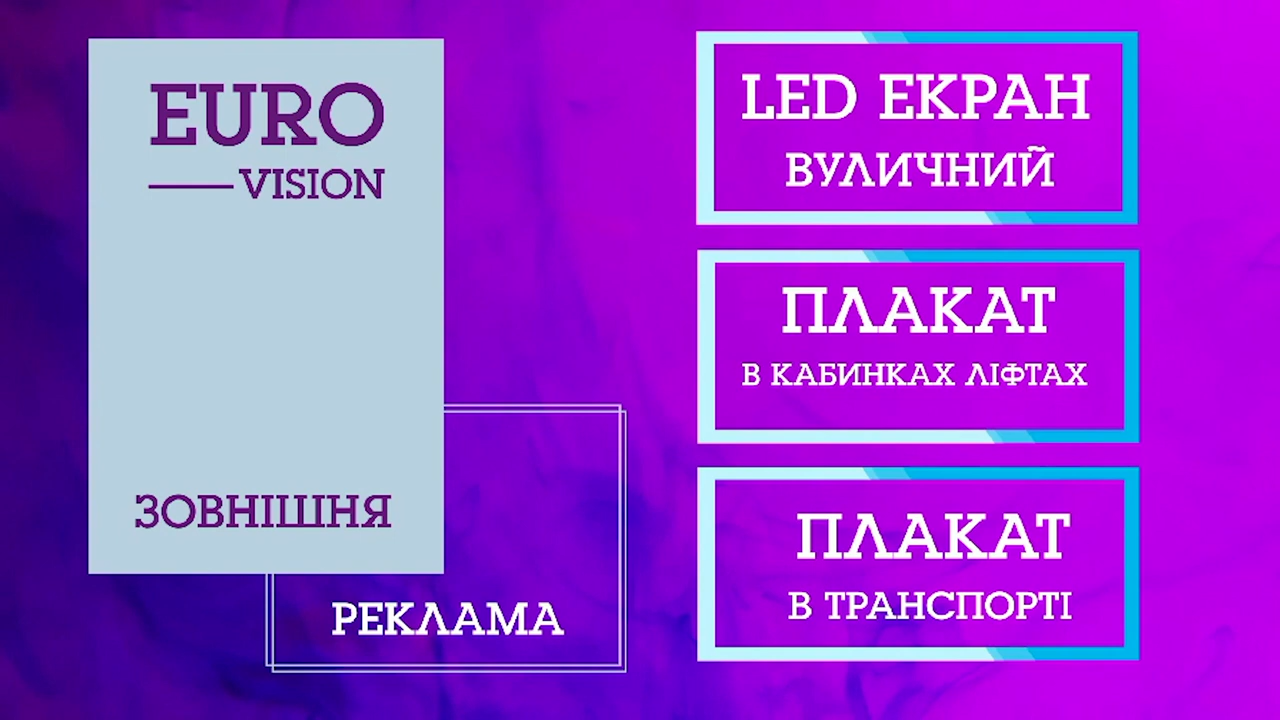 EURO
VISION
ЗОВНІШНЯ
РЕКЛАМА
LED ЕКРАН
ВУЛИЧНИЙ
ПЛАКАТ
В КАБИНКАХ ЛІФТАХ
ПЛАКАТ
В ТРАНСПОРТІ